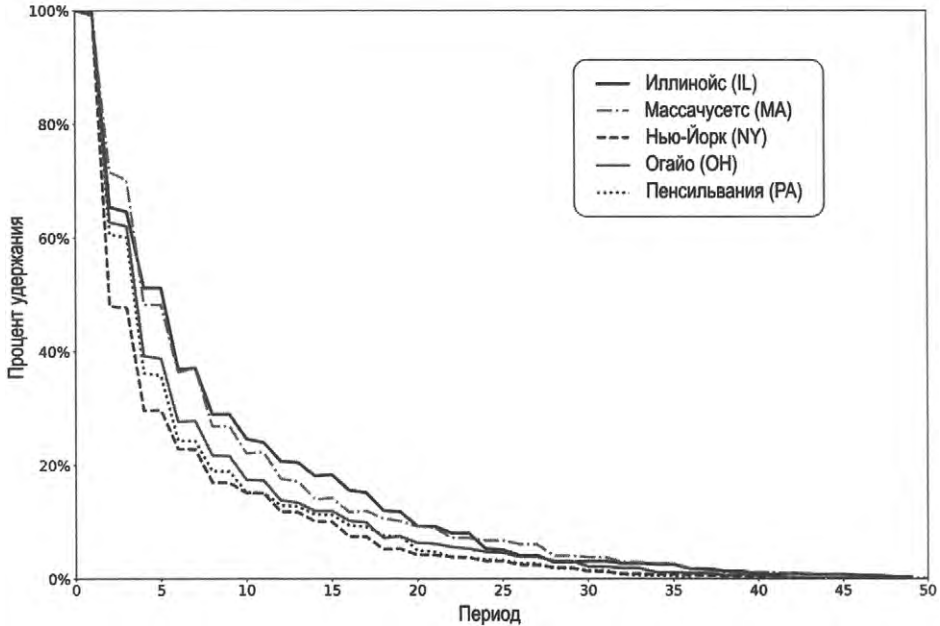 100%
80%
60%
40%
20%
0%
Процент удержания
Иллинойс (IL)
Массачусетс (MA)
Нью-Йорк (NY)
Огайо (OH)
Пенсильвания (PA)
0 5 10 15 20 25 30 35 40 45 50
Период